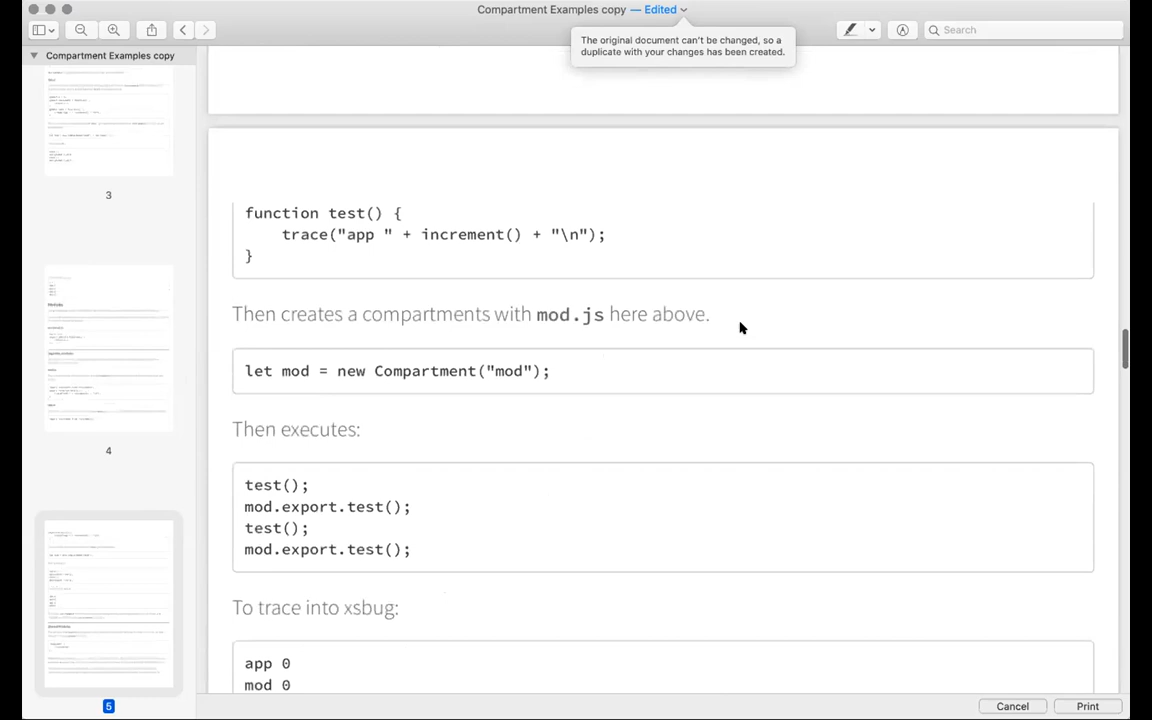 Compartment Examples copy — Edited
The original document can't be changed, so a
duplicate with your changes has been created.
Search
Compartment Examples copy
3
4
5
function test() {
    trace("app " + increment() + "\n");
}
Then creates a compartments with mod.js here above.
let mod = new Compartment("mod");
Then executes:
test();
mod.export.test();
test();
mod.export.test();
To trace into xsbug:
app 0
mod 0
Cancel
Print